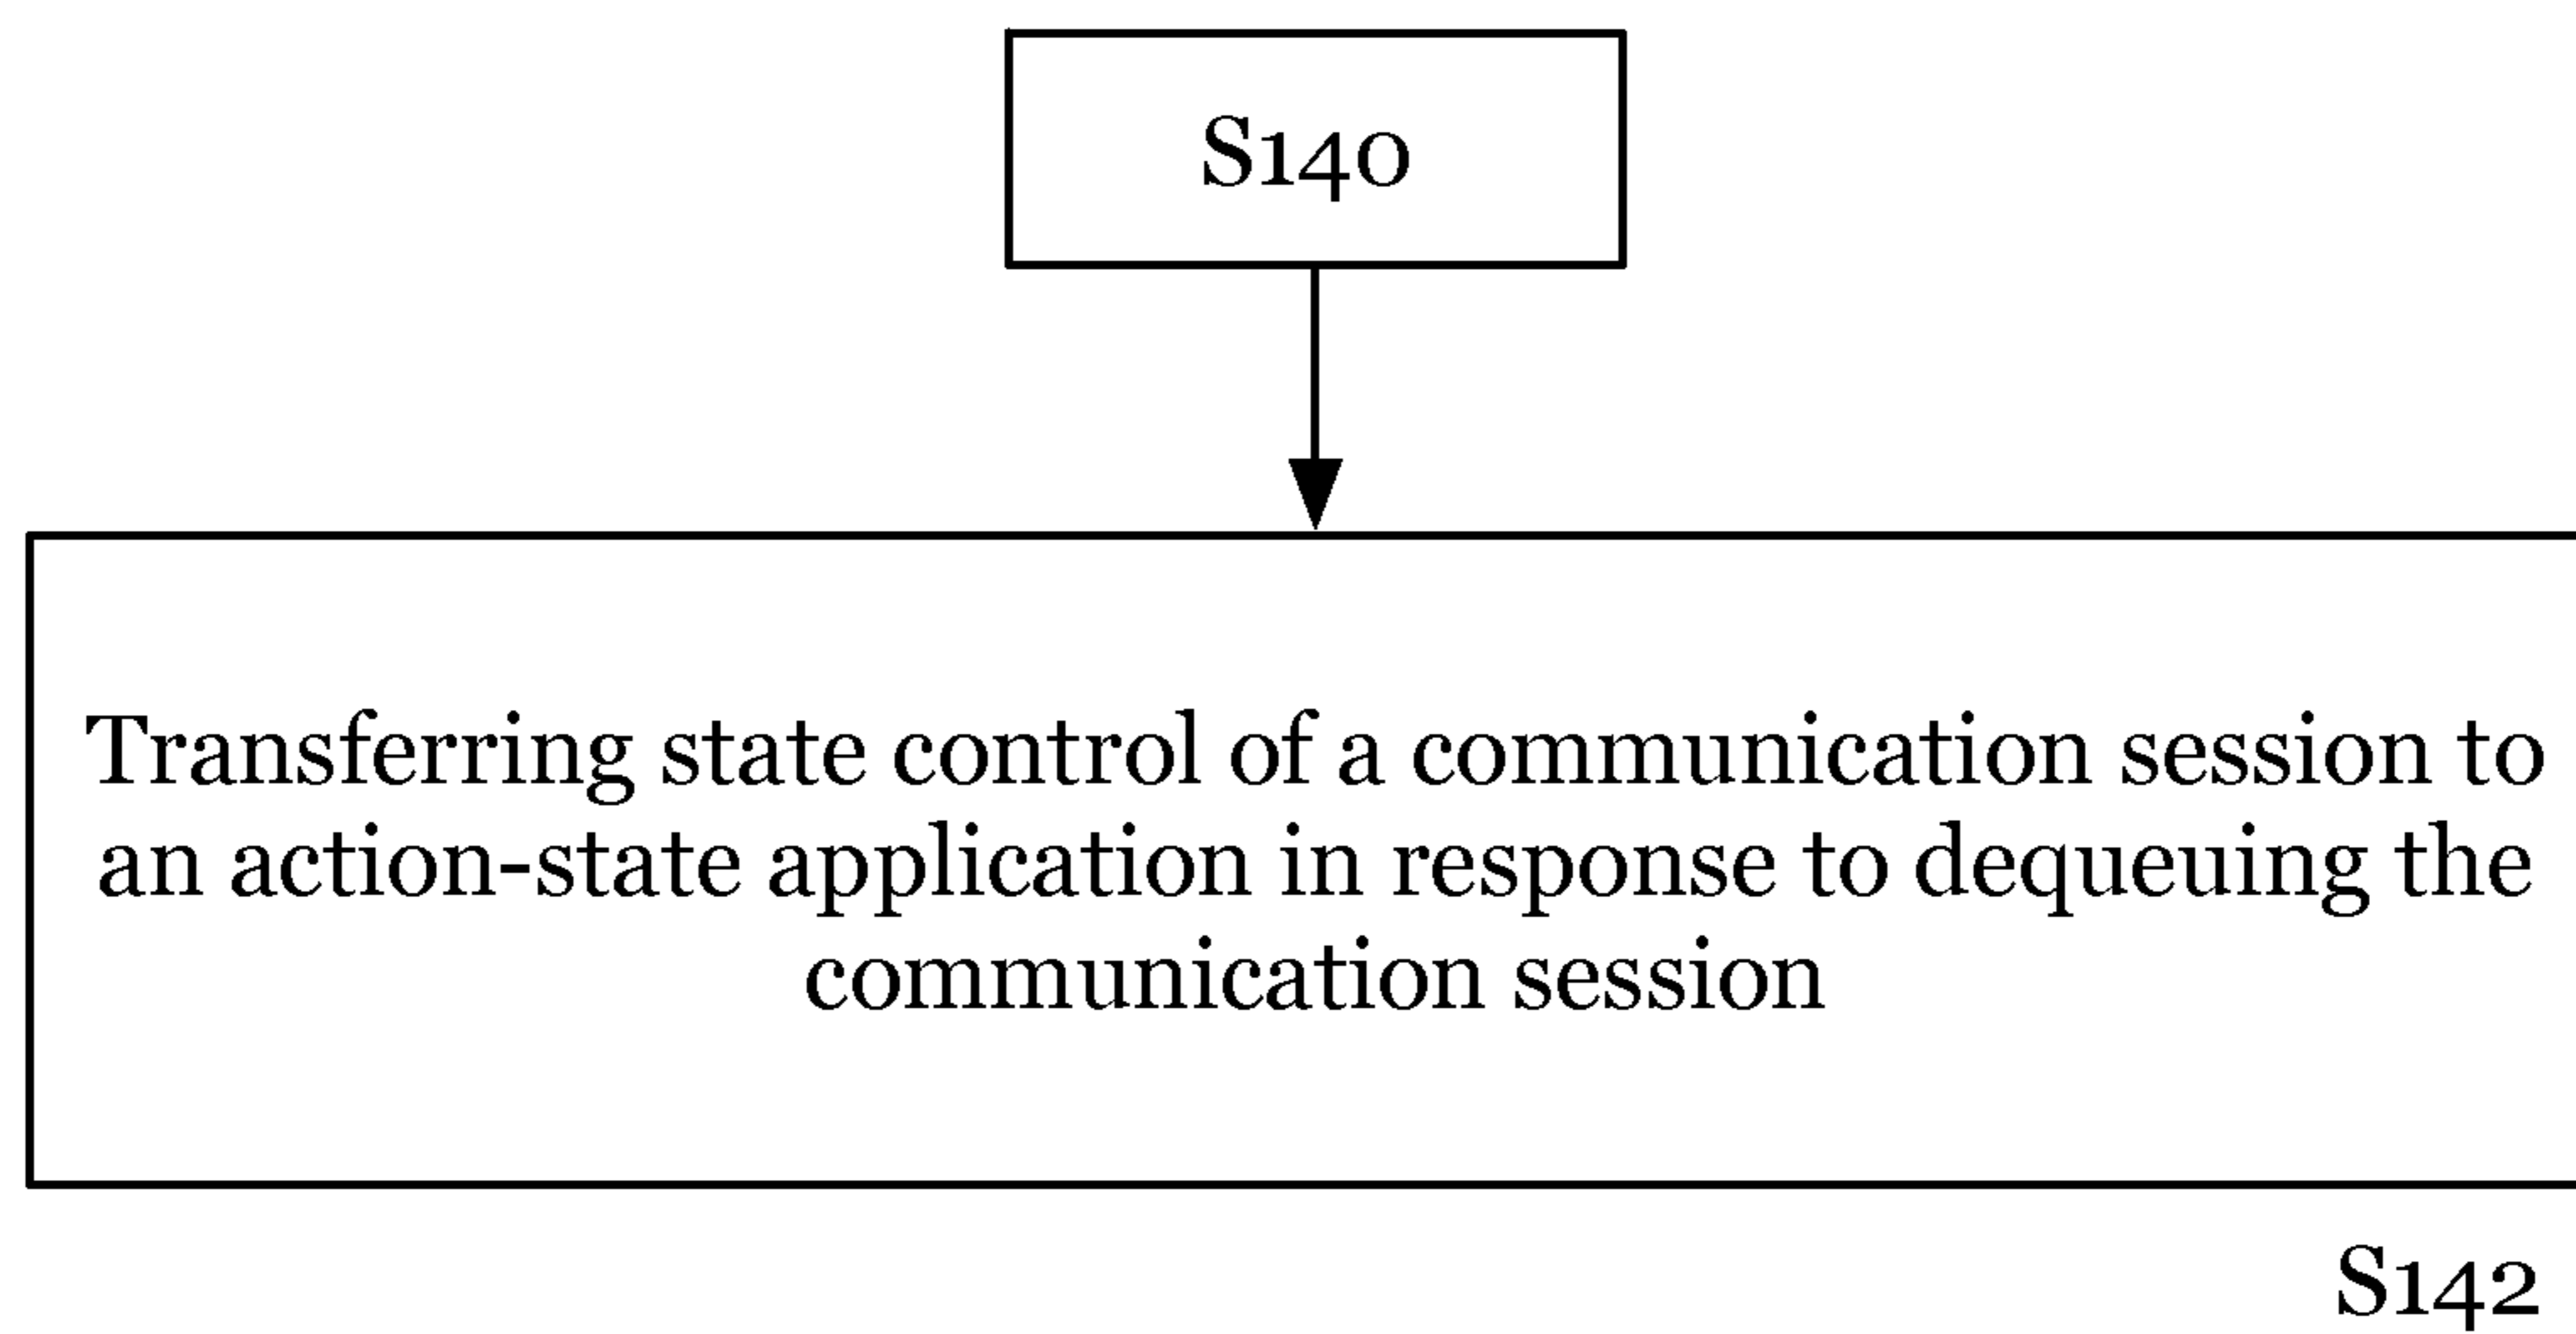 S140
Transferring state control of a communication session to
an action-state application in response to dequeuing the
communication session
S142